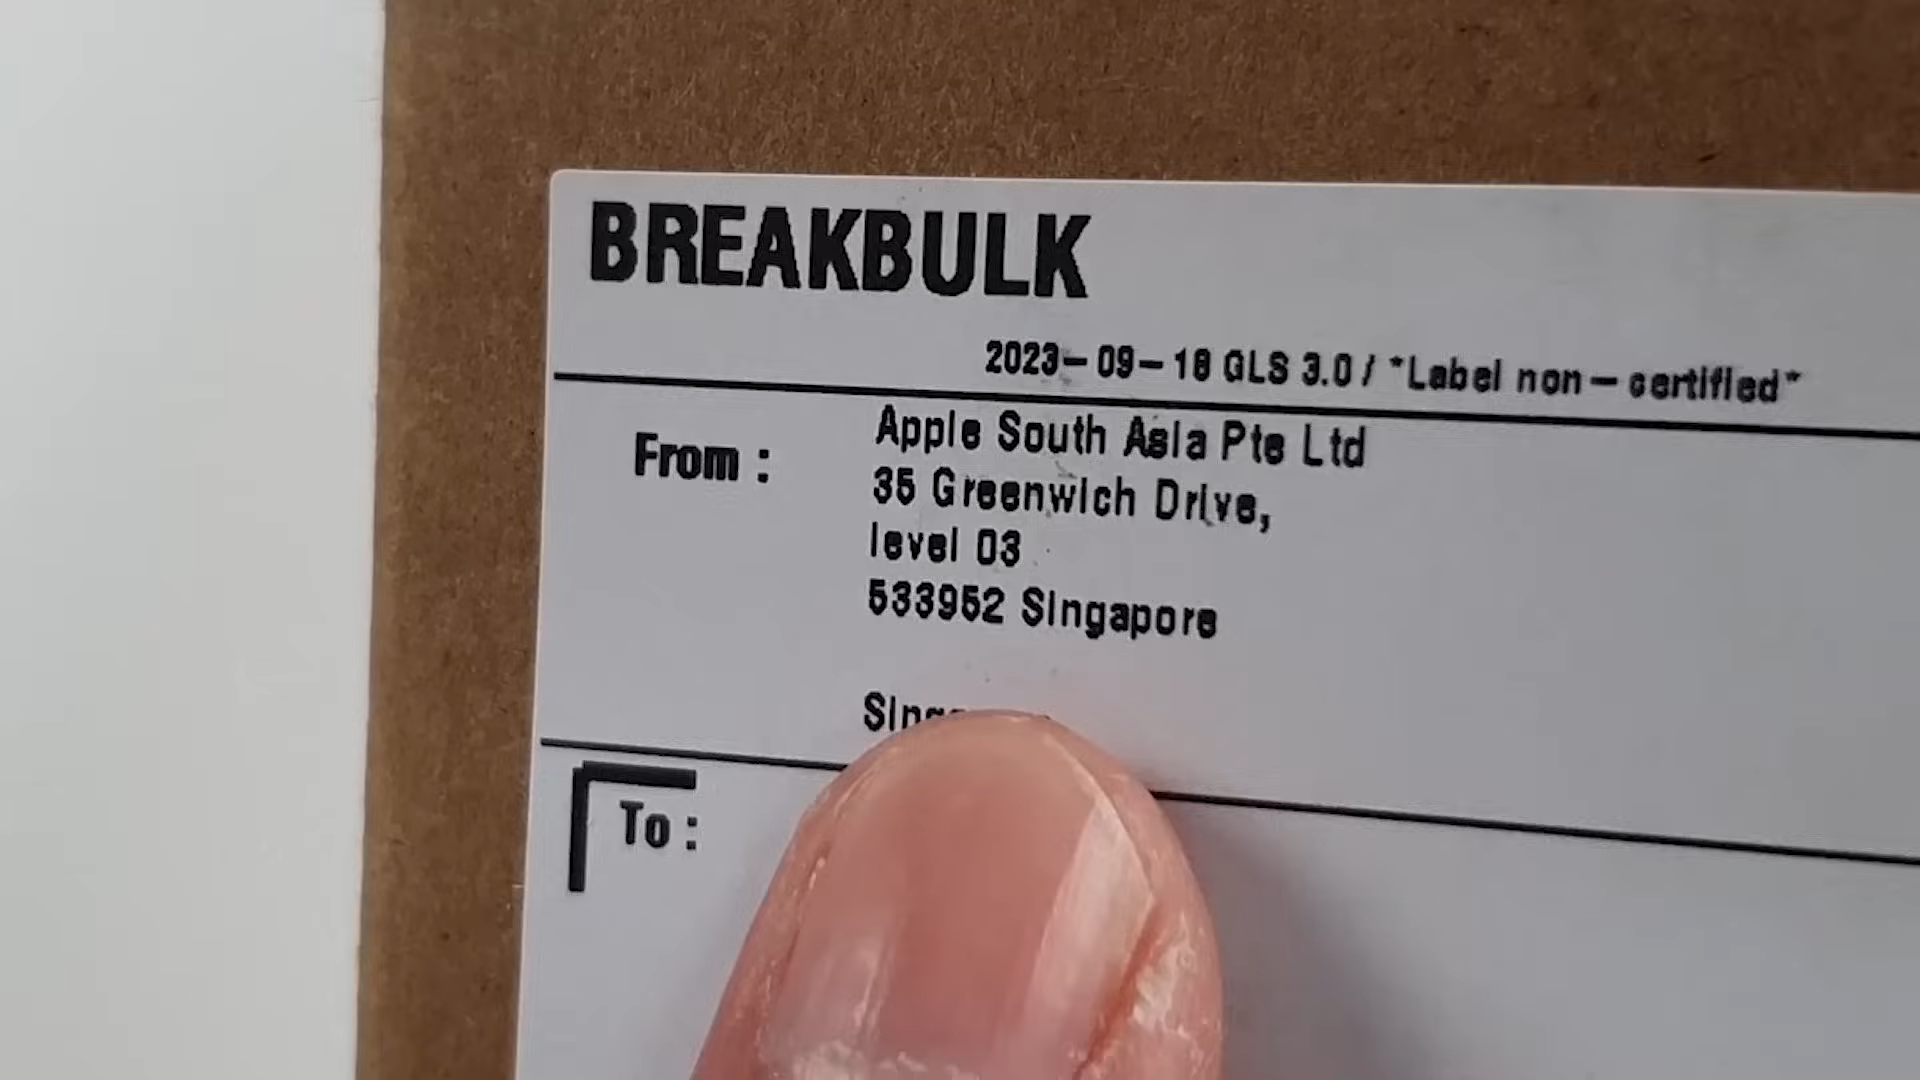 BREAKBULK
2023-09-18 GLS 3.0 / *Label non-certified*
From :
Apple South Asia Pte Ltd
35 Greenwich Drive,
level 03
533952 Singapore
To :